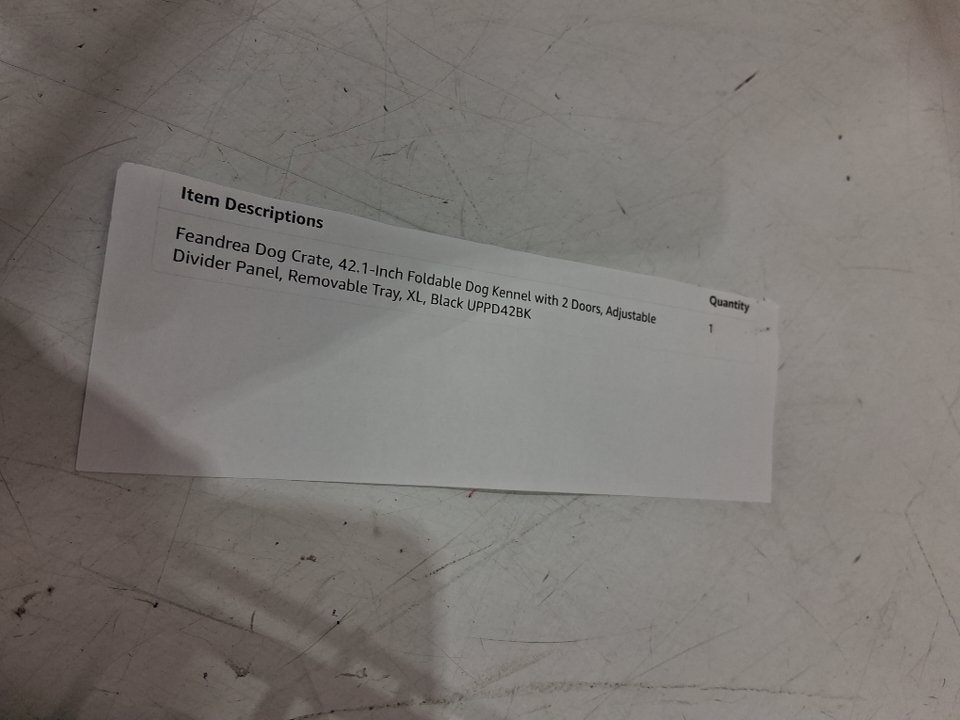 Item Descriptions
Quantity
Feandrea Dog Crate, 42.1-Inch Foldable Dog Kennel with 2 Doors, Adjustable
Divider Panel, Removable Tray, XL, Black UPPD42BK
1